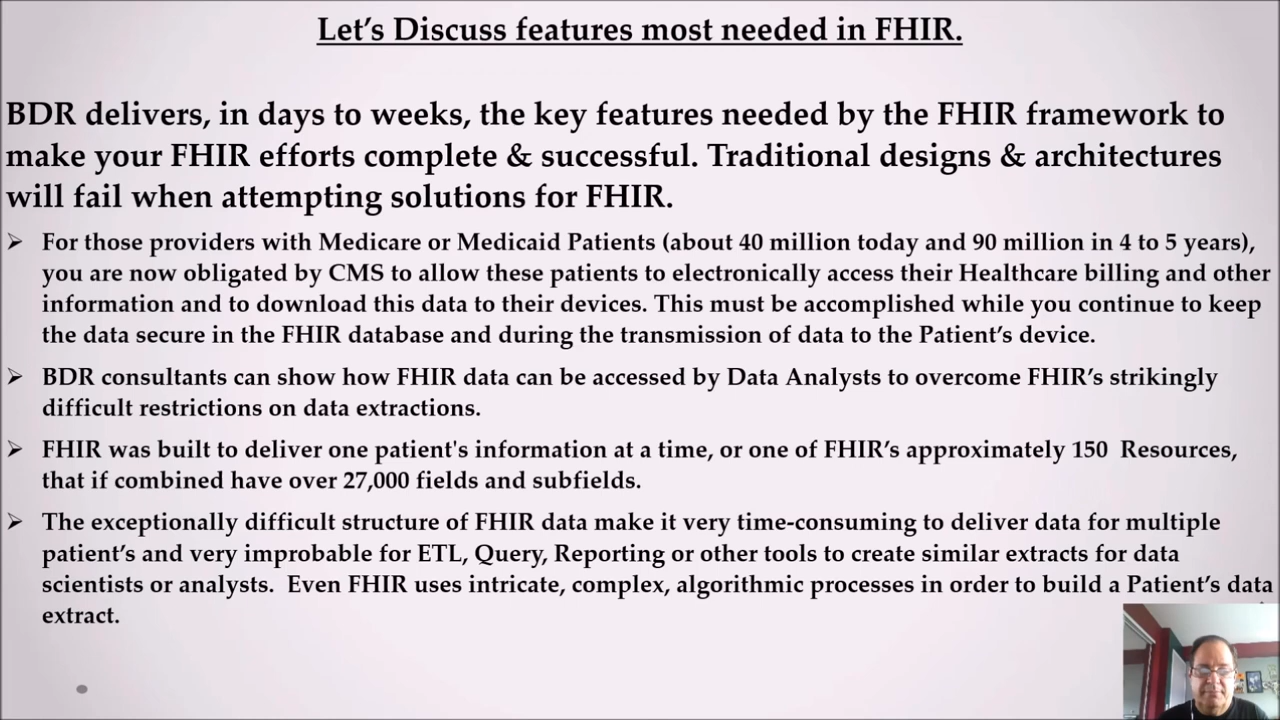 Let’s Discuss features most needed in FHIR.
BDR delivers, in days to weeks, the key features needed by the FHIR framework to
make your FHIR efforts complete & successful. Traditional designs & architectures
will fail when attempting solutions for FHIR.
➢ For those providers with Medicare or Medicaid Patients (about 40 million today and 90 million in 4 to 5 years),
you are now obligated by CMS to allow these patients to electronically access their Healthcare billing and other
information and to download this data to their devices. This must be accomplished while you continue to keep
the data secure in the FHIR database and during the transmission of data to the Patient’s device.
➢ BDR consultants can show how FHIR data can be accessed by Data Analysts to overcome FHIR’s strikingly
difficult restrictions on data extractions.
➢ FHIR was built to deliver one patient's information at a time, or one of FHIR’s approximately 150  Resources,
that if combined have over 27,000 fields and subfields.
➢ The exceptionally difficult structure of FHIR data make it very time-consuming to deliver data for multiple
patient’s and very improbable for ETL, Query, Reporting or other tools to create similar extracts for data
scientists or analysts.  Even FHIR uses intricate, complex, algorithmic processes in order to build a Patient’s data
extract.